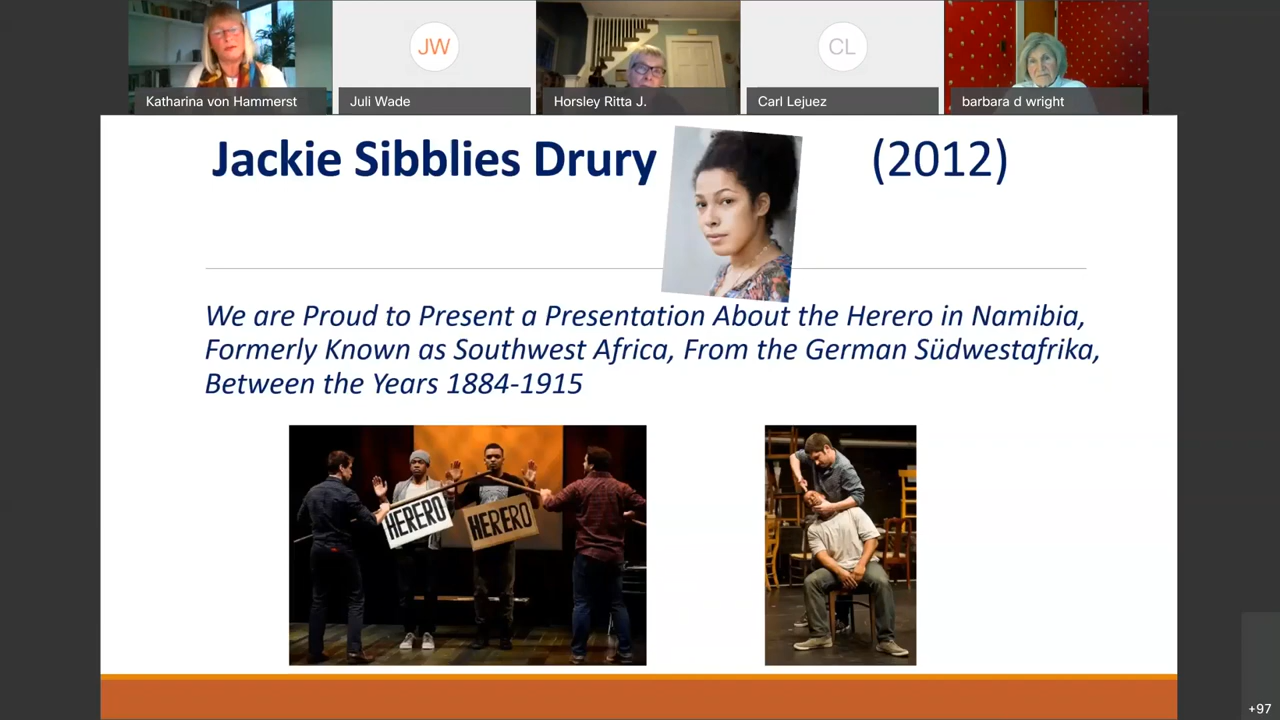 JW
CL
Katharina von Hammerst
Juli Wade
Horsley Ritta J.
Carl Lejuez
barbara d wright
Jackie Sibblies Drury (2012)
We are Proud to Present a Presentation About the Herero in Namibia,
Formerly Known as Southwest Africa, From the German Südwestafrika,
Between the Years 1884-1915
HERERO
HERERO
+97